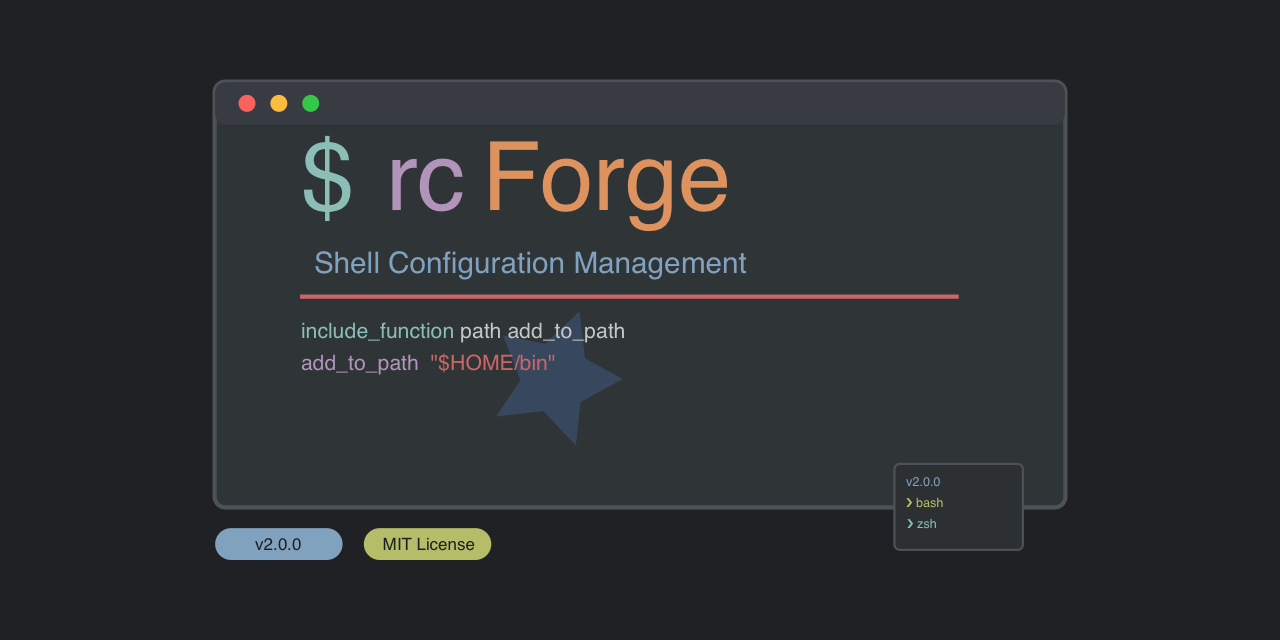 $ rc Forge
Shell Configuration Management
include_function path add_to_path
add_to_path "$HOME/bin"
v2.0.0
❯ bash
❯ zsh
v2.0.0
MIT License